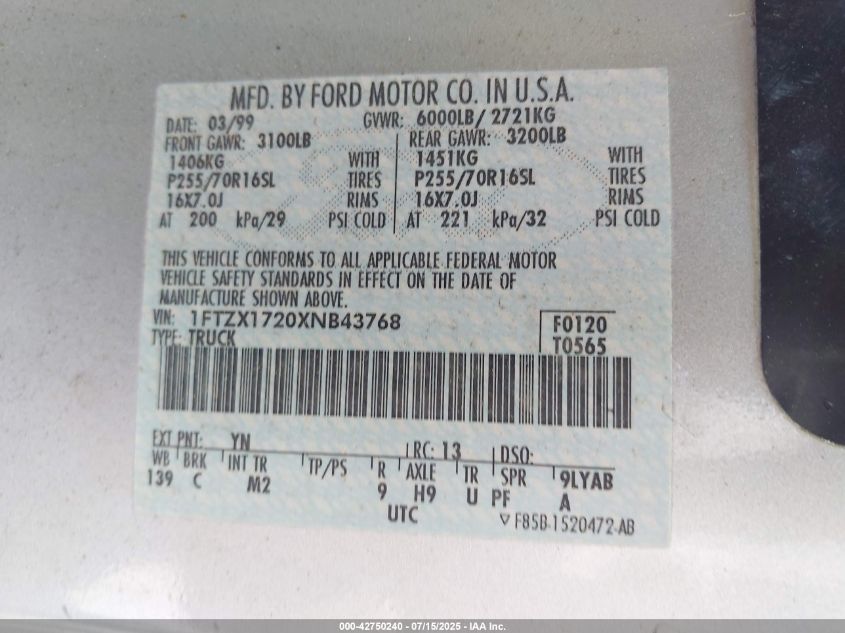 MFD. BY FORD MOTOR CO. IN U.S.A.
DATE: 03/99 GVWR: 6000LB/ 2721KG
FRONT GAWR: 3100LB REAR GAWR: 3200LB
1406KG WITH 1451KG WITH
P255/70R16SL TIRES P255/70R16SL TIRES
16X7.0J RIMS 16X7.0J RIMS
AT 200 kPa/29 PSI COLD AT 221 kPa/32 PSI COLD
THIS VEHICLE CONFORMS TO ALL APPLICABLE FEDERAL MOTOR
VEHICLE SAFETY STANDARDS IN EFFECT ON THE DATE OF
MANUFACTURE SHOWN ABOVE.
VIN: 1FTZX1720XNB43768 F0120
TYPE: TRUCK T0565
EXT PNT: YN RC: 13 DSO:
WB BRK INT TR TP/PS R AXLE TR SPR 9LYAB
139 C M2 9 H9 U PF A
UTC ▽ F85B-1520472-AB
000-42750240 - 07/15/2025 - IAA Inc.